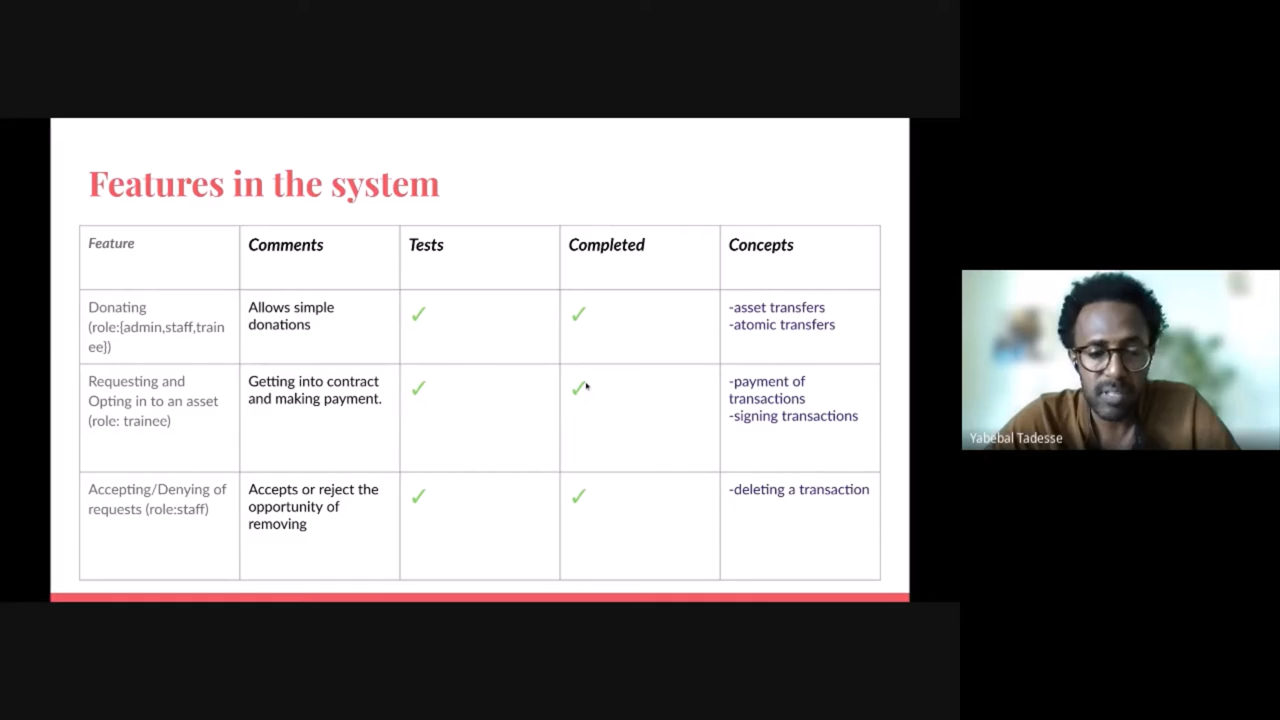 Features in the system
Feature
Comments
Tests
Completed
Concepts
Donating
(role:{admin,staff,train
ee})
Allows simple
donations
✓
✓
-asset transfers
-atomic transfers
Requesting and
Opting in to an asset
(role: trainee)
Getting into contract
and making payment.
✓
✓
-payment of
transactions
-signing transactions
Accepting/Denying of
requests (role:staff)
Accepts or reject the
opportunity of
removing
✓
✓
-deleting a transaction
Yabebal Tadesse